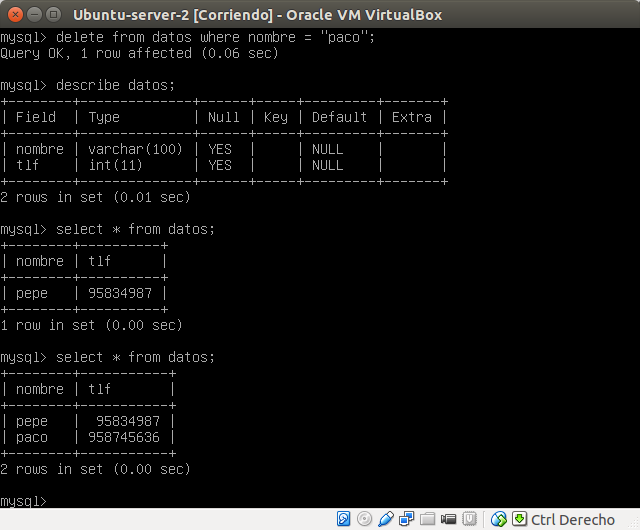 Ubuntu-server-2 [Corriendo] - Oracle VM VirtualBox
mysql> delete from datos where nombre = "paco";
Query OK, 1 row affected (0.06 sec)
mysql> describe datos;
+--------+--------------+------+-----+---------+-------+
| Field  | Type         | Null | Key | Default | Extra |
+--------+--------------+------+-----+---------+-------+
| nombre | varchar(100) | YES  |     | NULL    |       |
| tlf    | int(11)      | YES  |     | NULL    |       |
+--------+--------------+------+-----+---------+-------+
2 rows in set (0.01 sec)
mysql> select * from datos;
+--------+----------+
| nombre | tlf      |
+--------+----------+
| pepe   | 95834987 |
+--------+----------+
1 row in set (0.00 sec)
mysql> select * from datos;
+--------+-----------+
| nombre | tlf       |
+--------+-----------+
| pepe   |  95834987 |
| paco   | 958745636 |
+--------+-----------+
2 rows in set (0.00 sec)
mysql>
Ctrl Derecho